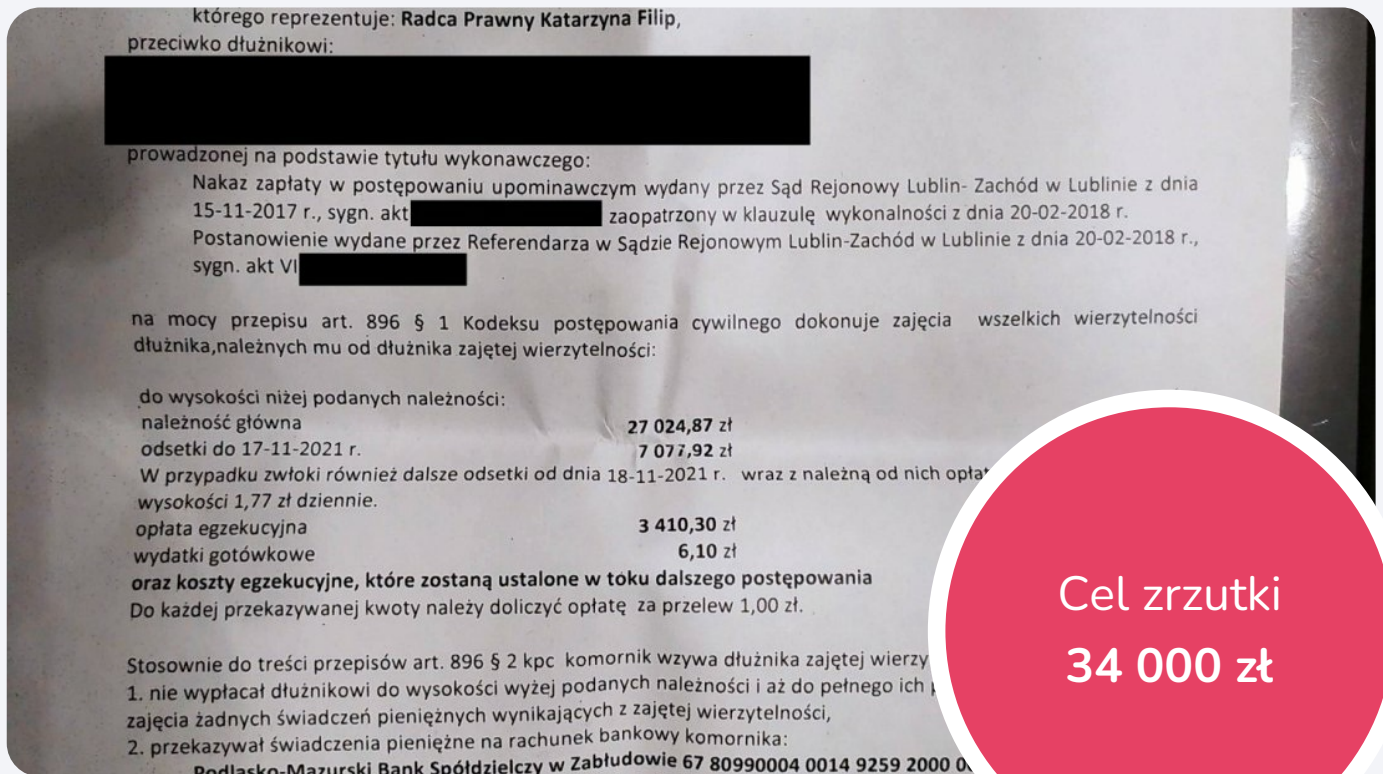 którego reprezentuje: Radca Prawny Katarzyna Filip,
przeciwko dłużnikowi:
prowadzonej na podstawie tytułu wykonawczego:
Nakaz zapłaty w postępowaniu upominawczym wydany przez Sąd Rejonowy Lublin- Zachód w Lublinie z dnia
15-11-2017 r., sygn. akt zaopatrzony w klauzulę wykonalności z dnia 20-02-2018 r.
Postanowienie wydane przez Referendarza w Sądzie Rejonowym Lublin-Zachód w Lublinie z dnia 20-02-2018 r.,
sygn. akt VI
na mocy przepisu art. 896 § 1 Kodeksu postępowania cywilnego dokonuje zajęcia wszelkich wierzytelności
dłużnika,należnych mu od dłużnika zajętej wierzytelności:
do wysokości niżej podanych należności:
należność główna 27 024,87 zł
odsetki do 17-11-2021 r. 7 077,92 zł
W przypadku zwłoki również dalsze odsetki od dnia 18-11-2021 r. wraz z należną od nich
wysokości 1,77 zł dziennie.
opłata egzekucyjna 3 410,30 zł
wydatki gotówkowe 6,10 zł
oraz koszty egzekucyjne, które zostaną ustalone w toku dalszego postępowania
Do każdej przekazywanej kwoty należy doliczyć opłatę za przelew 1,00 zł.
Stosownie do treści przepisów art. 896 § 2 kpc komornik wzywa dłużnika zajętej
1. nie wypłacał dłużnikowi do wysokości wyżej podanych należności i aż do pełnego ich
zajęcia żadnych świadczeń pieniężnych wynikających z zajętej wierzytelności,
2. przekazywał świadczenia pieniężne na rachunek bankowy komornika:
Podlasko-Mazurski Bank Spółdzielczy w Zabłudowie 67 80990004 0014 9259 2000
Cel zrzutki
34 000 zł